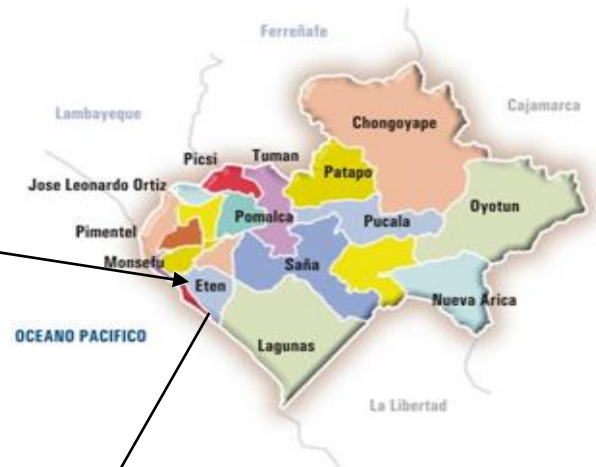 Ferreñafe
Lambayeque
Cajamarca
Chongoyape
Picsi
Tuman
Patapo
Jose Leonardo Ortiz
Pomalca
Pucala
Oyotun
Pimentel
Monsefu
Saña
Eten
Nueva Arica
OCEANO PACIFICO
Lagunas
La Libertad